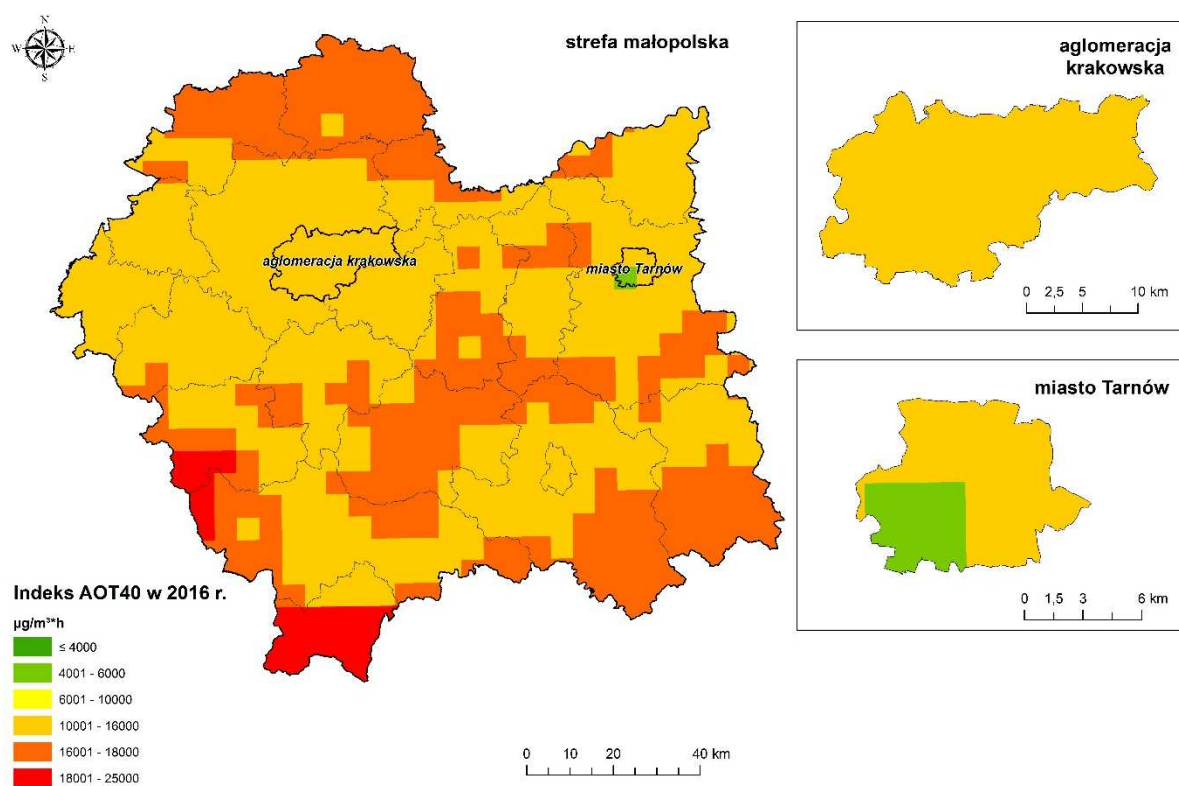 N
W
E
S
strefa małopolska
aglomeracja krakowska
miasto Tarnów
Indeks AOT40 w 2016 r.
µg/m³*h
≤ 4000
4001 - 6000
6001 - 10000
10001 - 16000
16001 - 18000
18001 - 25000
0 10 20 40 km
aglomeracja
krakowska
0 2,5 5 10 km
miasto Tarnów
0 1,5 3 6 km